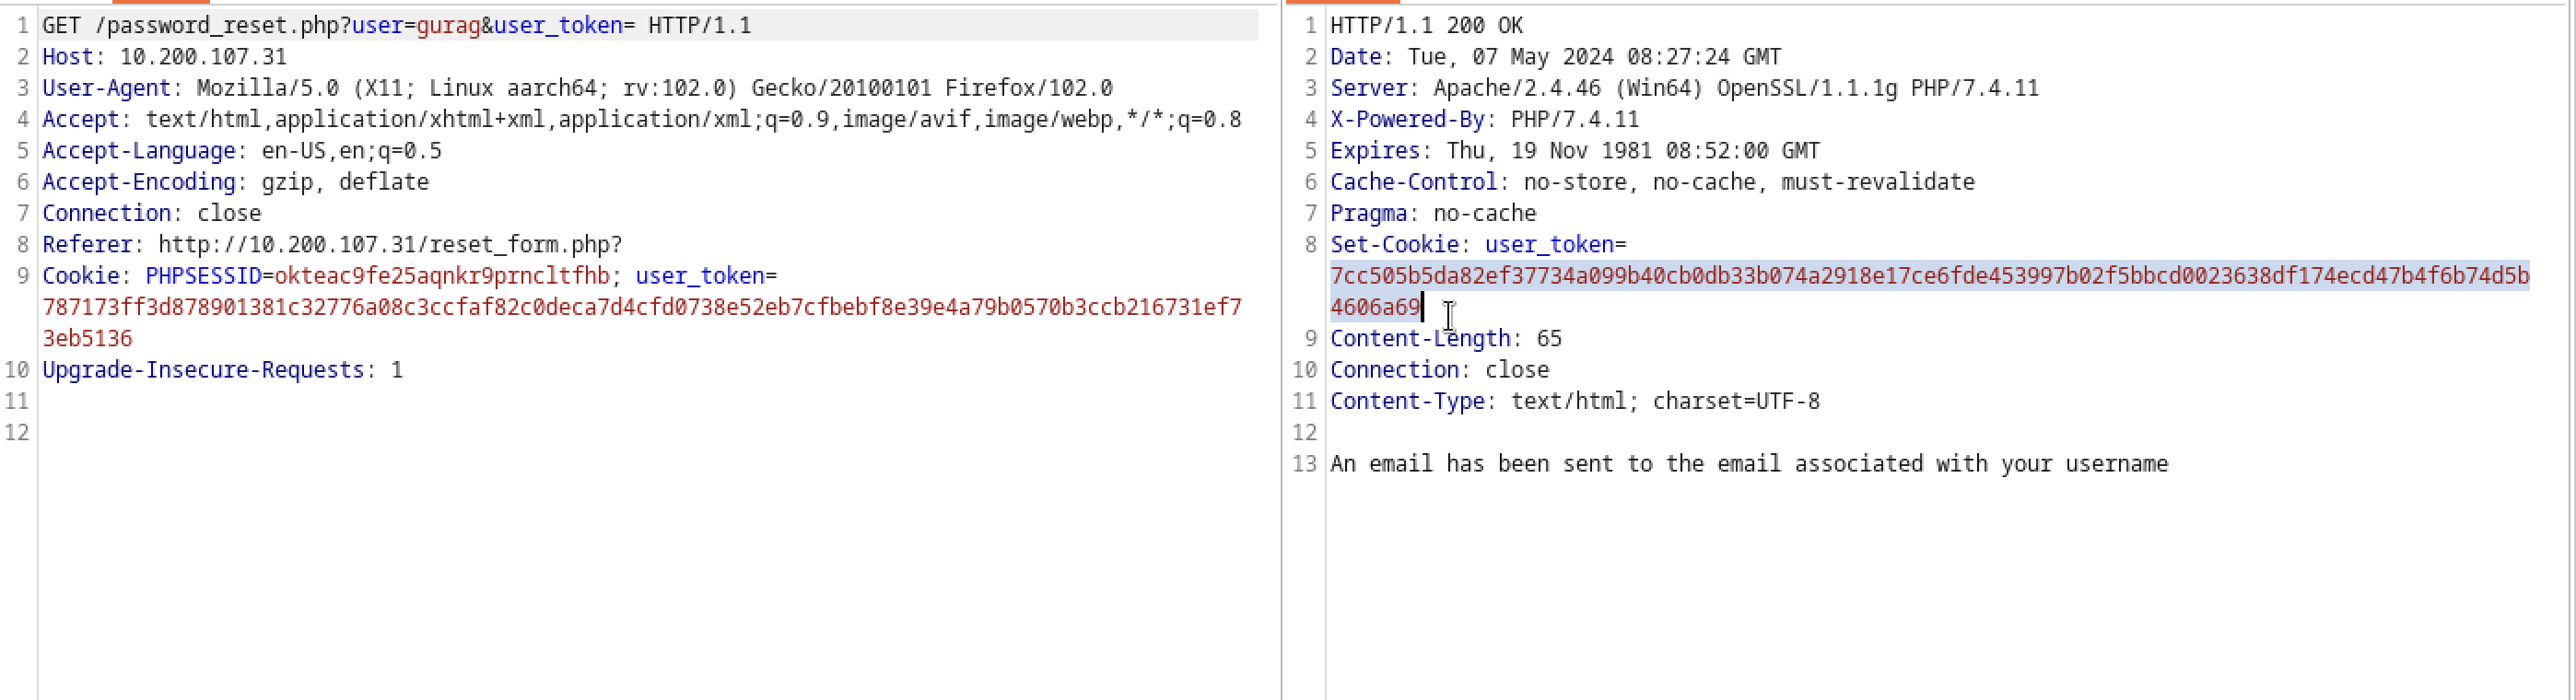 1 GET /password_reset.php?user=gurag&user_token= HTTP/1.1
2 Host: 10.200.107.31
3 User-Agent: Mozilla/5.0 (X11; Linux aarch64; rv:102.0) Gecko/20100101 Firefox/102.0
4 Accept: text/html,application/xhtml+xml,application/xml;q=0.9,image/avif,image/webp,*/*;q=0.8
5 Accept-Language: en-US,en;q=0.5
6 Accept-Encoding: gzip, deflate
7 Connection: close
8 Referer: http://10.200.107.31/reset_form.php?
9 Cookie: PHPSESSID=okteac9fe25aqnkr9prncltfhb; user_token=
787173ff3d878901381c32776a08c3ccfaf82c0deca7d4cfd0738e52eb7cfbebf8e39e4a79b0570b3ccb216731ef7
3eb5136
10 Upgrade-Insecure-Requests: 1
11
12
1 HTTP/1.1 200 OK
2 Date: Tue, 07 May 2024 08:27:24 GMT
3 Server: Apache/2.4.46 (Win64) OpenSSL/1.1.1g PHP/7.4.11
4 X-Powered-By: PHP/7.4.11
5 Expires: Thu, 19 Nov 1981 08:52:00 GMT
6 Cache-Control: no-store, no-cache, must-revalidate
7 Pragma: no-cache
8 Set-Cookie: user_token=
7cc505b5da82ef37734a099b40cb0db33b074a2918e17ce6fde453997b02f5bbcd0023638df174ecd47b4f6b74d5b
4606a69
9 Content-Length: 65
10 Connection: close
11 Content-Type: text/html; charset=UTF-8
12
13 An email has been sent to the email associated with your username